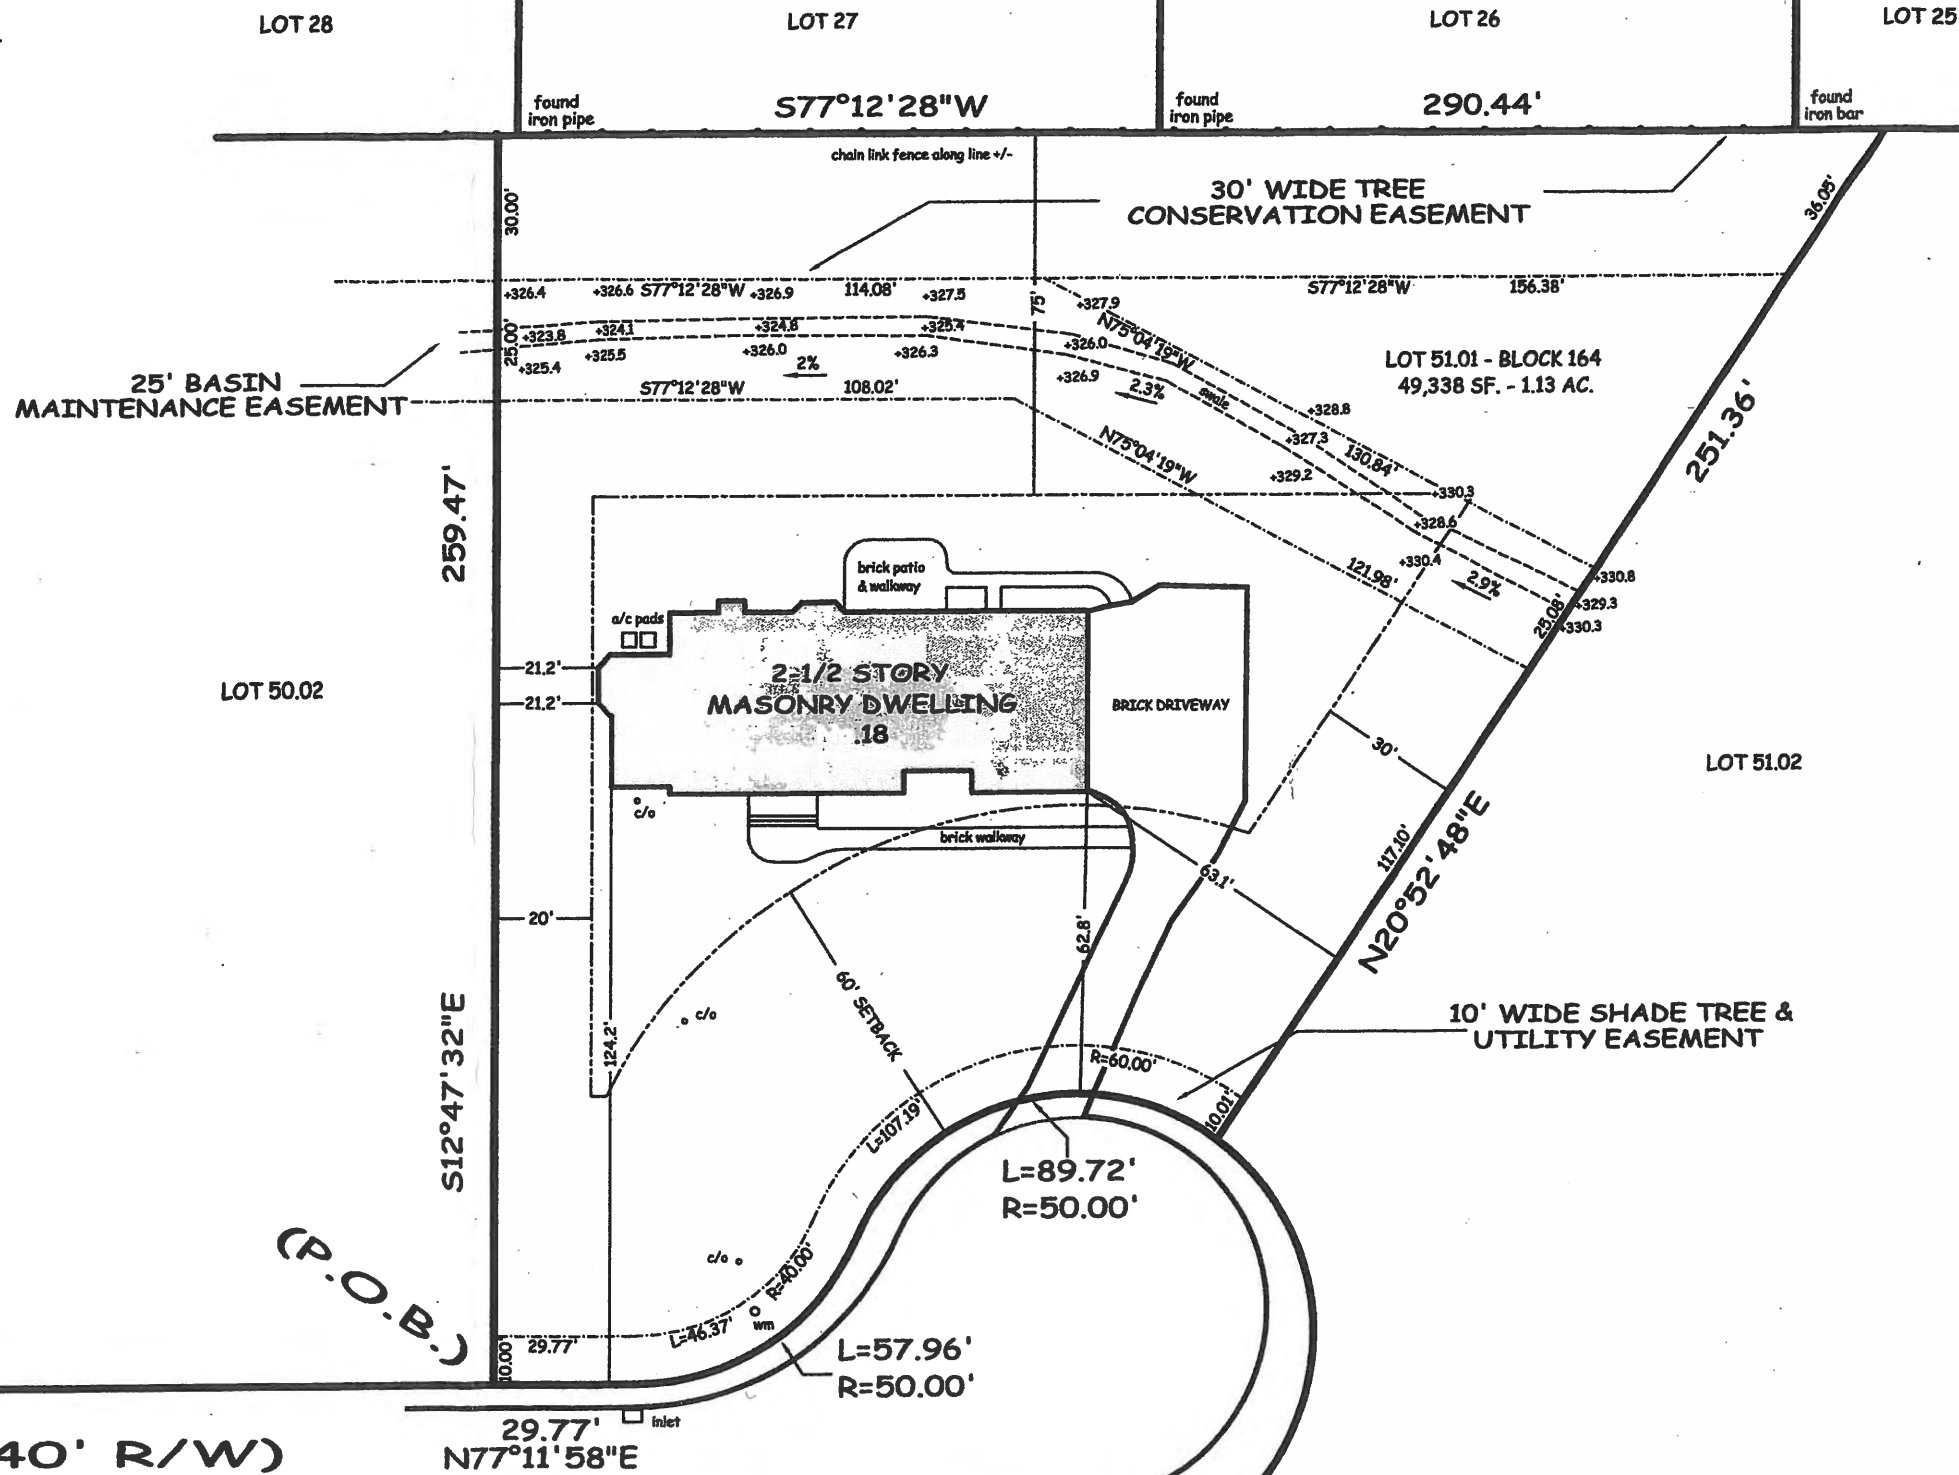 LOT 28
LOT 27
LOT 26
LOT 25
found
iron pipe
S77°12'28"W
found
iron pipe
290.44'
found
iron bar
chain link fence along line +/-
30' WIDE TREE
CONSERVATION EASEMENT
30.00'
36.05'
+326.4
+326.6
S77°12'28"W
+326.9
114.08'
+327.5
75'
+327.9
S77°12'28"W
156.38'
25.00'
+323.8
+324.1
+324.8
+325.4
+326.0
N75°04'19"W
+325.4
+325.5
+326.0
+326.3
+326.9
2%
2.3%
swale
25' BASIN
MAINTENANCE EASEMENT
S77°12'28"W
108.02'
LOT 51.01 - BLOCK 164
49,338 SF. - 1.13 AC.
+328.8
+327.3
130.84'
+329.2
N75°04'19"W
251.36'
259.47'
+330.3
+328.6
+330.4
121.98'
2.9%
+330.8
+329.3
+330.3
25.08'
brick patio
& walkway
a/c pads
21.2'
21.2'
2-1/2 STORY
MASONRY DWELLING
18
BRICK DRIVEWAY
LOT 50.02
30'
LOT 51.02
c/o
brick walkway
63.1'
117.10'
N20°52'48"E
20'
62.8'
60' SETBACK
c/o
124.2'
S12°47'32"E
10' WIDE SHADE TREE &
UTILITY EASEMENT
R=60.00'
10.01'
L=107.19'
L=89.72'
R=50.00'
(P.O.B.)
c/o
R=40.00'
wm
L=46.37'
29.77'
10.00'
L=57.96'
R=50.00'
inlet
29.77'
N77°11'58"E
40' R/W)